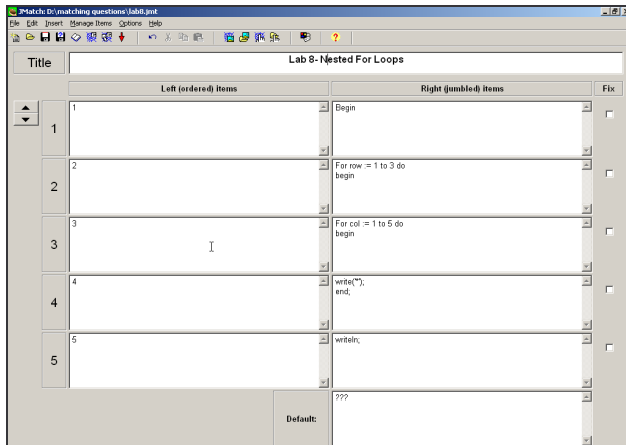 JMatch: D:\matching questions\lab8.jmt
File Edit Insert Manage Items Options Help
Title
Lab 8- Nested For Loops
Left (ordered) items
Right (jumbled) items
Fix
1
1
Begin
2
2
For row := 1 to 3 do
begin
3
3
For col := 1 to 5 do
begin
4
4
write('*');
end;
5
5
writeln;
Default:
???